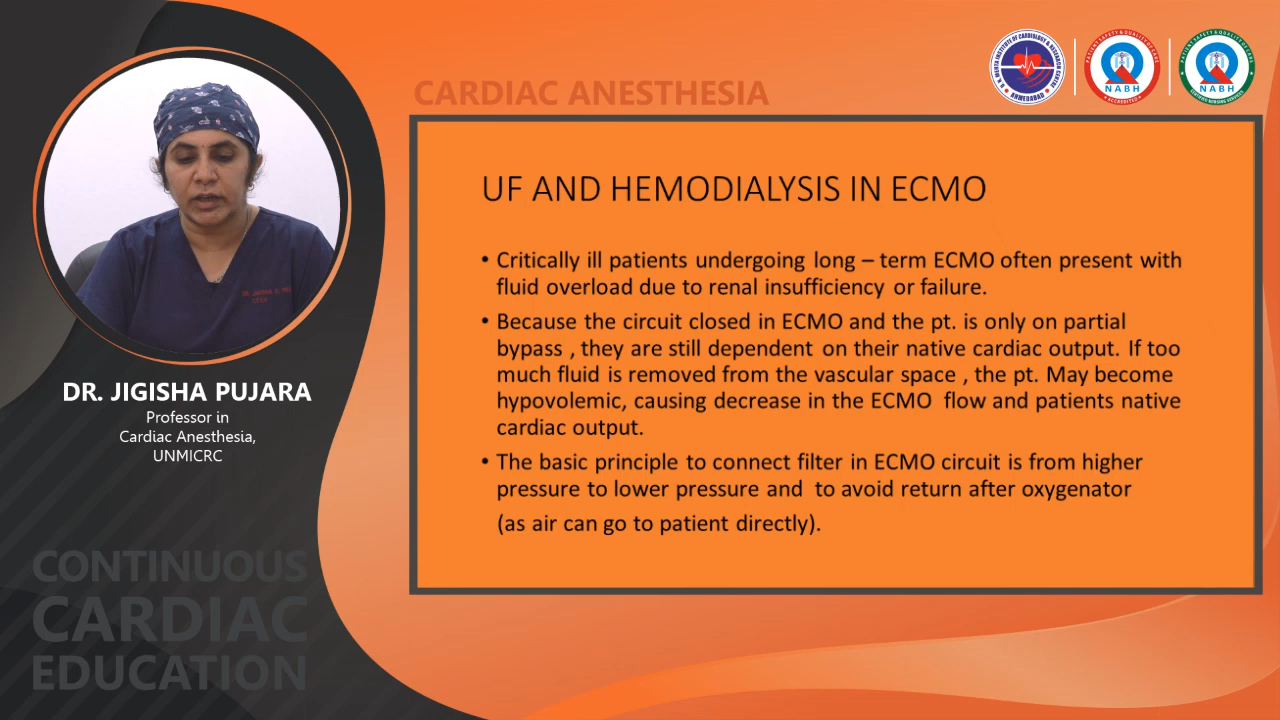 CARDIAC ANESTHESIA
NABH
NABH
UF AND HEMODIALYSIS IN ECMO
• Critically ill patients undergoing long – term ECMO often present with
fluid overload due to renal insufficiency or failure.
• Because the circuit closed in ECMO and the pt. is only on partial
bypass , they are still dependent on their native cardiac output. If too
much fluid is removed from the vascular space , the pt. May become
hypovolemic, causing decrease in the ECMO flow and patients native
cardiac output.
• The basic principle to connect filter in ECMO circuit is from higher
pressure to lower pressure and to avoid return after oxygenator
(as air can go to patient directly).
DR. JIGISHA PUJARA
Professor in
Cardiac Anesthesia,
UNMICRC
CONTINUOUS
CARDIAC
EDUCATION